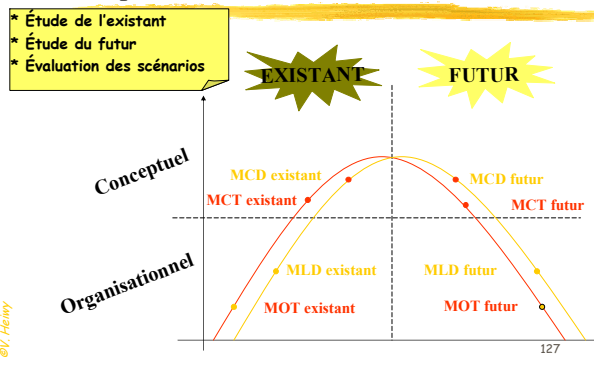 * Étude de l'existant
* Étude du futur
* Évaluation des scénarios
EXISTANT
FUTUR
Conceptuel
MCD existant
MCD futur
MCT existant
MCT futur
Organisationnel
MLD existant
MLD futur
MOT existant
MOT futur
©V. Heiwy
127